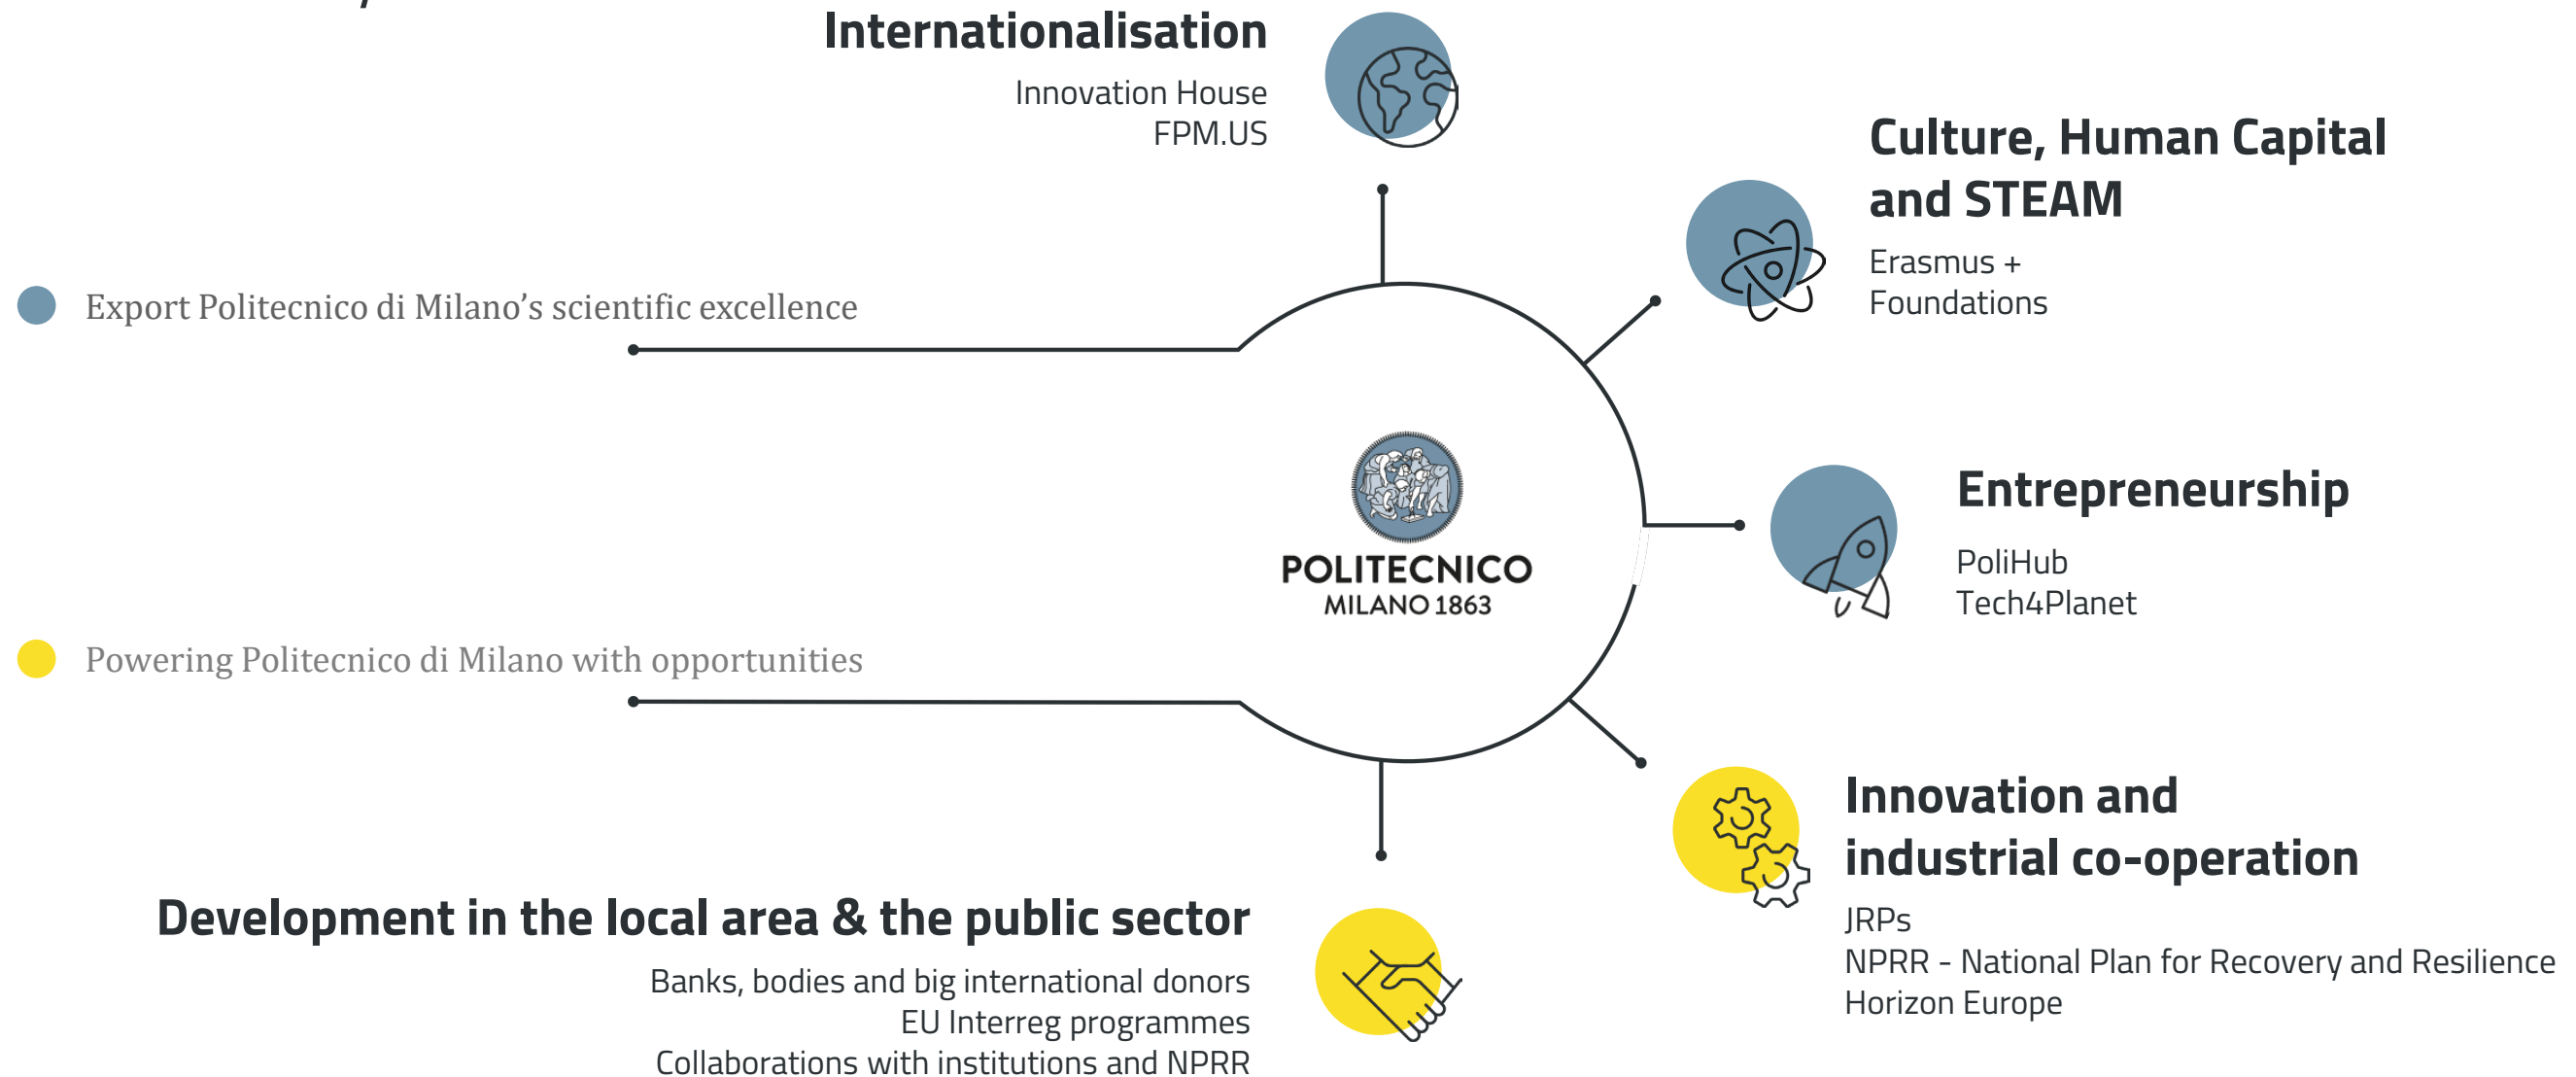 Internationalisation
Innovation House
FPM.US
Culture, Human Capital
and STEAM
Erasmus +
Foundations
Export Politecnico di Milano’s scientific excellence
Entrepreneurship
PoliHub
Tech4Planet
POLITECNICO
MILANO 1863
Powering Politecnico di Milano with opportunities
Innovation and
industrial co-operation
JRPs
NPRR - National Plan for Recovery and Resilience
Horizon Europe
Development in the local area & the public sector
Banks, bodies and big international donors
EU Interreg programmes
Collaborations with institutions and NPRR